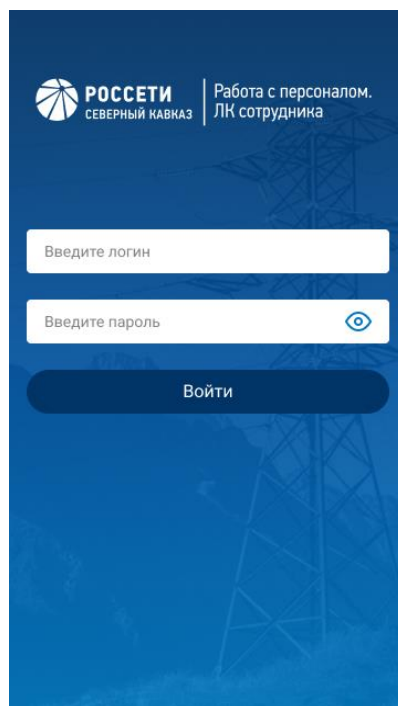 РОССЕТИ
СЕВЕРНЫЙ КАВКАЗ
Работа с персоналом.
ЛК сотрудника
Введите логин
Введите пароль
Войти